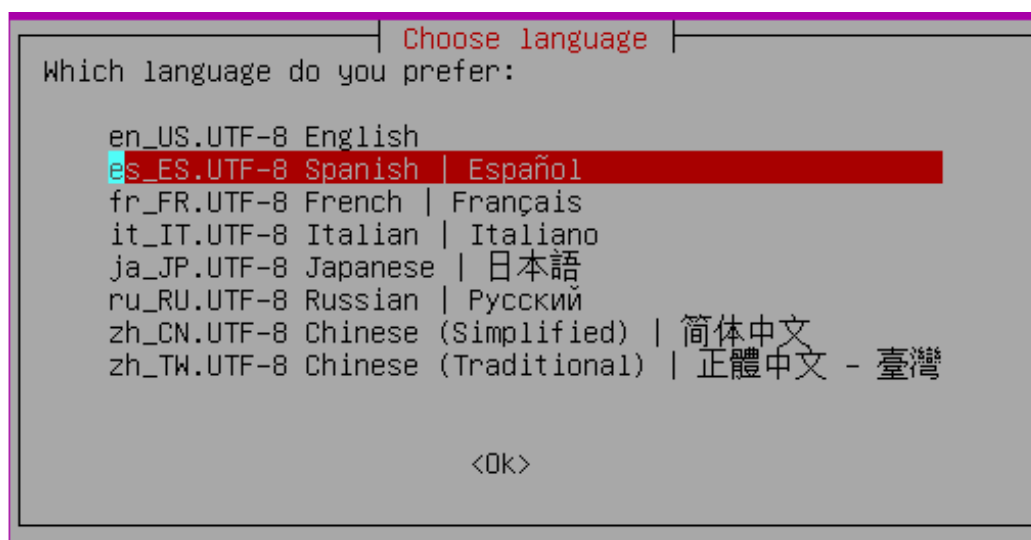 Choose language
Which language do you prefer:
en_US.UTF-8 English
es_ES.UTF-8 Spanish | Español
fr_FR.UTF-8 French | Français
it_IT.UTF-8 Italian | Italiano
ja_JP.UTF-8 Japanese | 日本語
ru_RU.UTF-8 Russian | Русский
zh_CN.UTF-8 Chinese (Simplified) | 简体中文
zh_TW.UTF-8 Chinese (Traditional) | 正體中文 - 臺灣
<Ok>